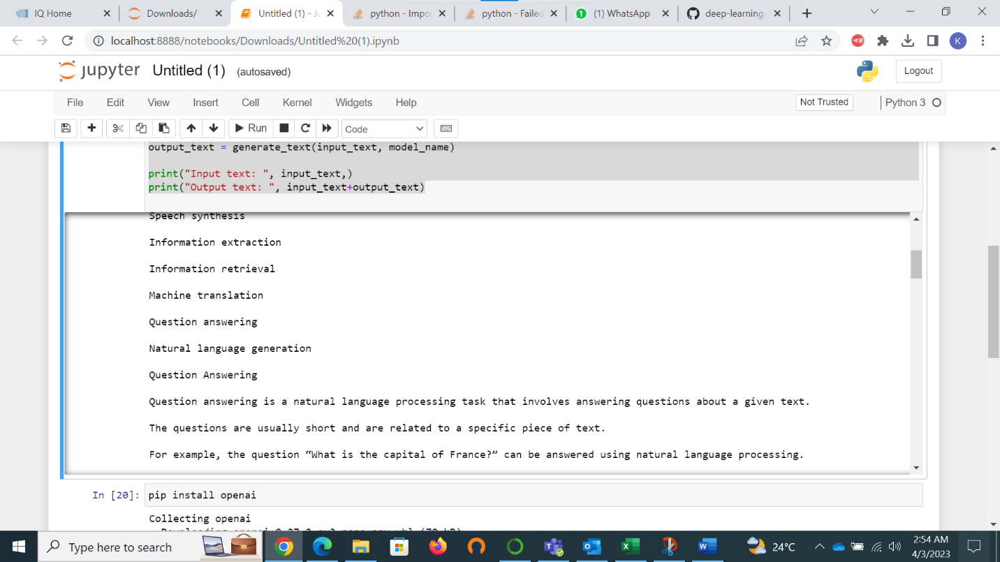 IQ Home
Downloads/
Untitled (1) - Ju
python - Impo
python - Failed
(1) WhatsApp
deep-learning-
localhost:8888/notebooks/Downloads/Untitled%20(1).ipynb
K
jupyter Untitled (1) (autosaved)
Logout
File Edit View Insert Cell Kernel Widgets Help
Not Trusted
Python 3
Run
Code
output_text = generate_text(input_text, model_name)
print("Input text: ", input_text,)
print("Output text: ", input_text+output_text)
Speech synthesis
Information extraction
Information retrieval
Machine translation
Question answering
Natural language generation
Question Answering
Question answering is a natural language processing task that involves answering questions about a given text.
The questions are usually short and are related to a specific piece of text.
For example, the question “What is the capital of France?” can be answered using natural language processing.
In [20]: pip install openai
Collecting openai
Type here to search
24°C
2:54 AM
4/3/2023